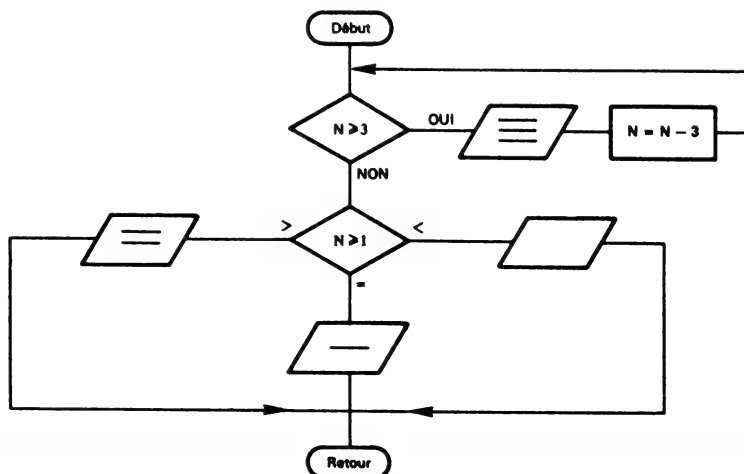 Début
N ⩾ 3
OUI
N = N − 3
NON
>
N ⩾ 1
<
=
Retour